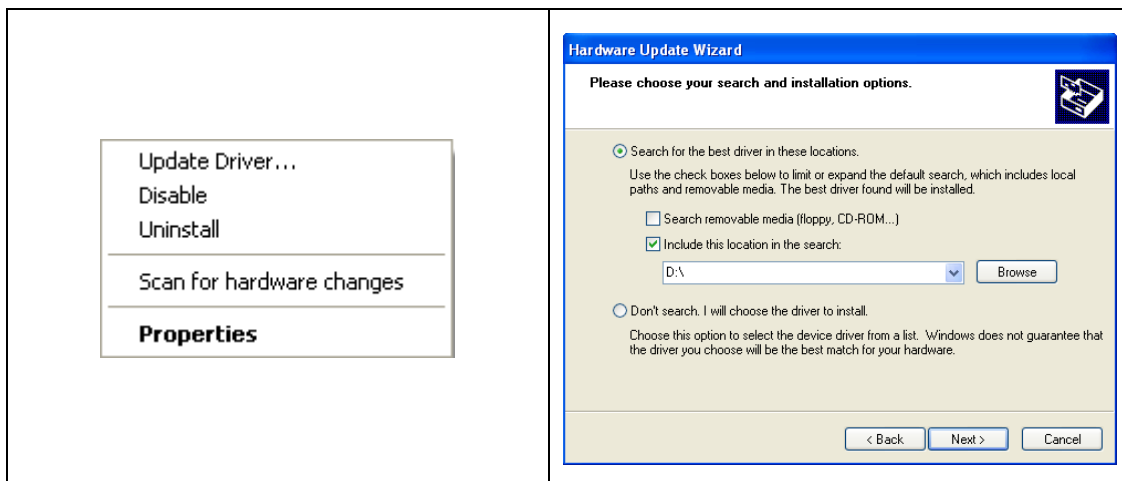 Update Driver...
Disable
Uninstall
Scan for hardware changes
Properties
Hardware Update Wizard
Please choose your search and installation options.
Search for the best driver in these locations.
Use the check boxes below to limit or expand the default search, which includes local
paths and removable media. The best driver found will be installed.
Search removable media (floppy, CD-ROM...)
Include this location in the search:
D:\
Browse
Don't search. I will choose the driver to install.
Choose this option to select the device driver from a list. Windows does not guarantee that
the driver you choose will be the best match for your hardware.
< Back
Next >
Cancel